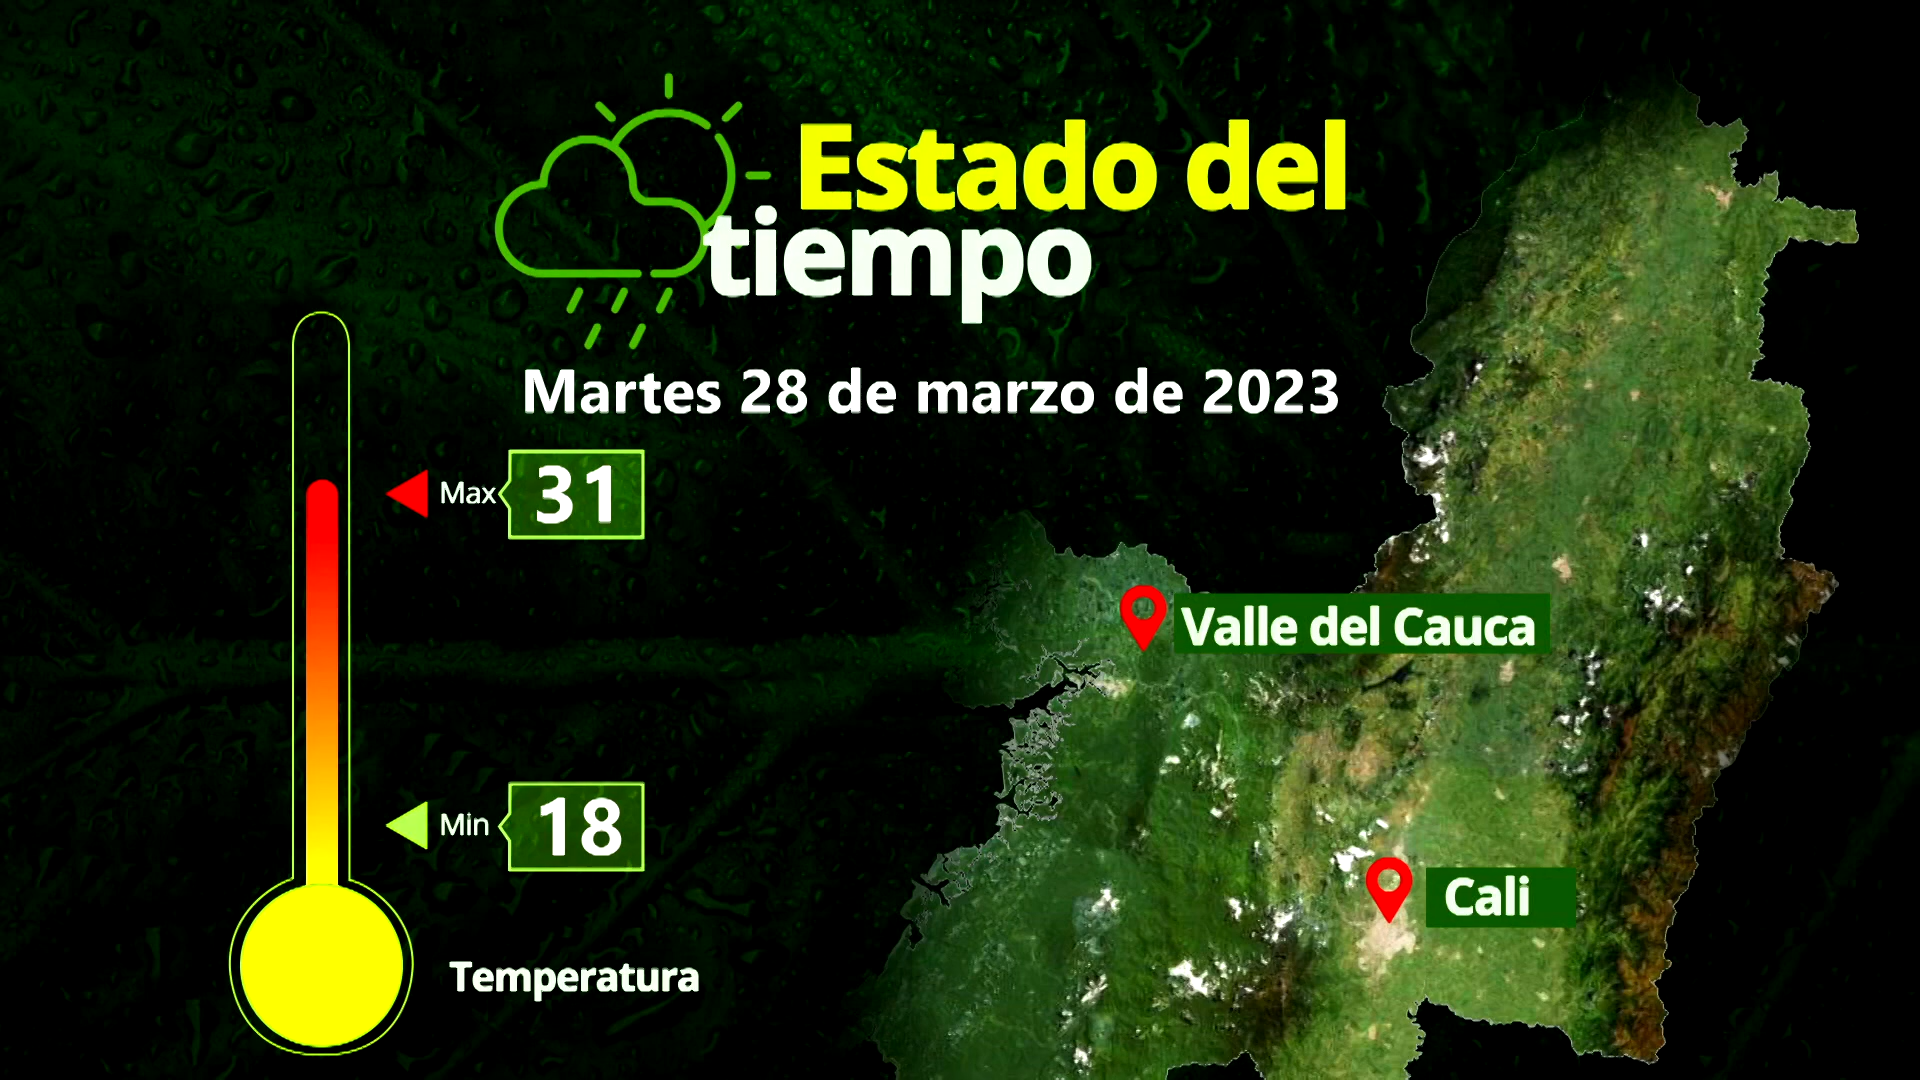 Estado del
tiempo
Martes 28 de marzo de 2023
Max 31
Valle del Cauca
Min 18
Cali
Temperatura